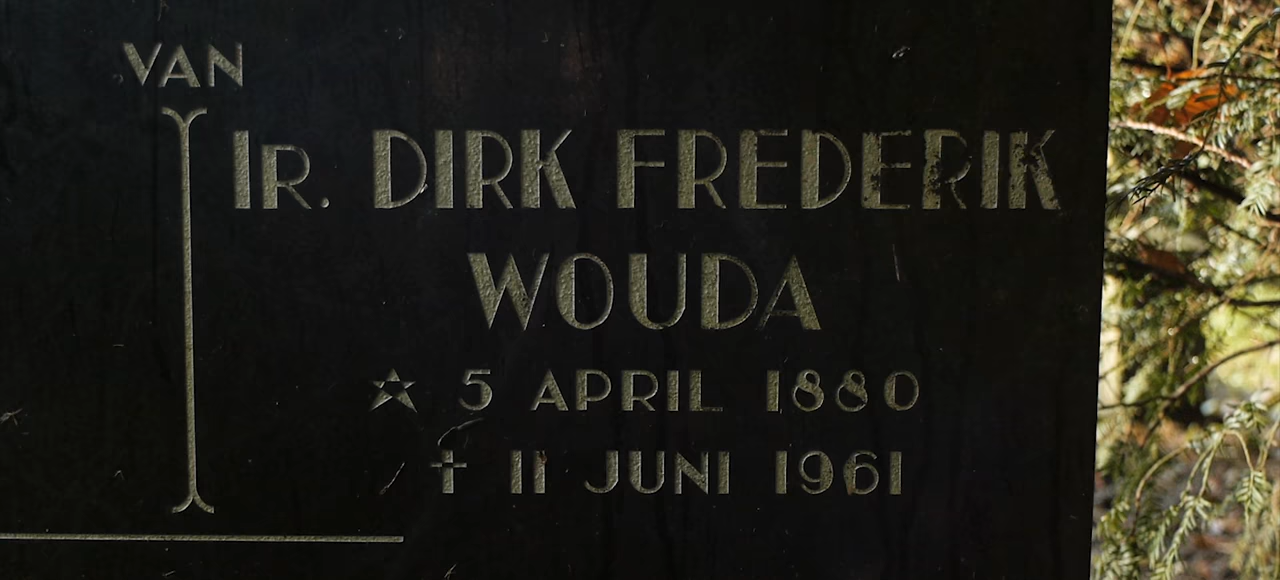 VAN
IR. DIRK FREDERIK
WOUDA
★ 5 APRIL 1880
✝ 11 JUNI 1961